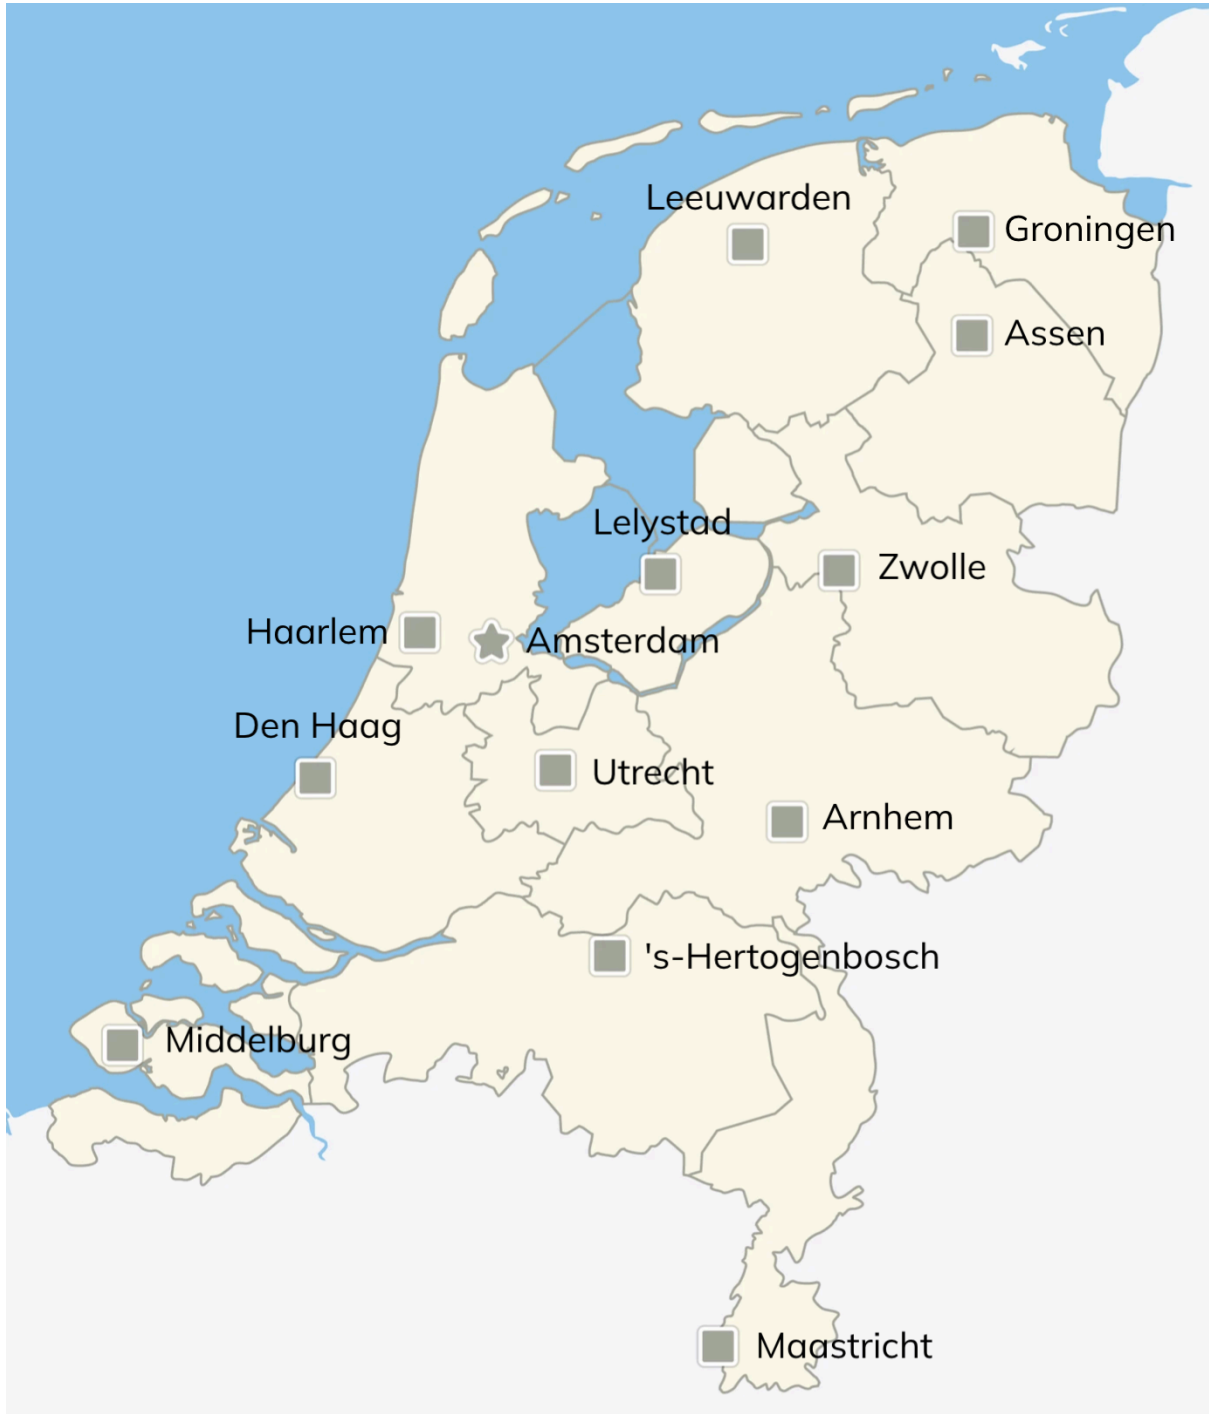 Leeuwarden
Groningen
Assen
Lelystad
Zwolle
Haarlem
Amsterdam
Den Haag
Utrecht
Arnhem
's-Hertogenbosch
Middelburg
Maastricht